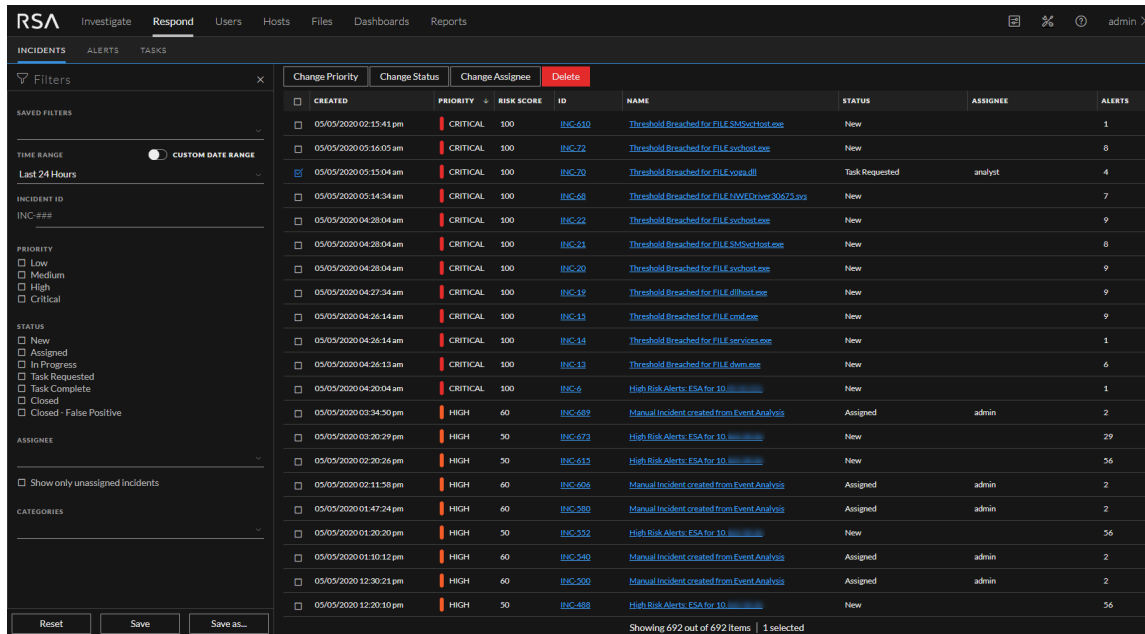 RSA Investigate Respond Users Hosts Files Dashboards Reports admin
INCIDENTS ALERTS TASKS
Filters
SAVED FILTERS
TIME RANGE CUSTOM DATE RANGE
Last 24 Hours
INCIDENT ID
INC-###
PRIORITY
Low
Medium
High
Critical
STATUS
New
Assigned
In Progress
Task Requested
Task Complete
Closed
Closed - False Positive
ASSIGNEE
Show only unassigned incidents
CATEGORIES
Reset Save Save as...
Change Priority Change Status Change Assignee Delete
CREATED PRIORITY RISK SCORE ID NAME STATUS ASSIGNEE ALERTS
05/05/2020 02:15:41 pm CRITICAL 100 INC-610 Threshold Breached for FILE SMSvcHost.exe New 1
05/05/2020 05:16:05 am CRITICAL 100 INC-72 Threshold Breached for FILE svchost.exe New 8
05/05/2020 05:15:04 am CRITICAL 100 INC-70 Threshold Breached for FILE yoga.dll Task Requested analyst 4
05/05/2020 05:14:34 am CRITICAL 100 INC-68 Threshold Breached for FILE NWEDriver30675.sys New 7
05/05/2020 04:28:04 am CRITICAL 100 INC-22 Threshold Breached for FILE svchost.exe New 9
05/05/2020 04:28:04 am CRITICAL 100 INC-21 Threshold Breached for FILE SMSvcHost.exe New 8
05/05/2020 04:28:04 am CRITICAL 100 INC-20 Threshold Breached for FILE svchost.exe New 9
05/05/2020 04:27:34 am CRITICAL 100 INC-19 Threshold Breached for FILE dllhost.exe New 9
05/05/2020 04:26:14 am CRITICAL 100 INC-15 Threshold Breached for FILE cmd.exe New 9
05/05/2020 04:26:14 am CRITICAL 100 INC-14 Threshold Breached for FILE services.exe New 1
05/05/2020 04:26:13 am CRITICAL 100 INC-13 Threshold Breached for FILE dwm.exe New 6
05/05/2020 04:20:04 am CRITICAL 100 INC-6 High Risk Alerts: ESA for 10. New 1
05/05/2020 03:34:50 pm HIGH 60 INC-689 Manual Incident created from Event Analysis Assigned admin 2
05/05/2020 03:20:29 pm HIGH 50 INC-673 High Risk Alerts: ESA for 10. New 29
05/05/2020 02:20:26 pm HIGH 50 INC-615 High Risk Alerts: ESA for 10. New 56
05/05/2020 02:11:58 pm HIGH 60 INC-606 Manual Incident created from Event Analysis Assigned admin 2
05/05/2020 01:47:24 pm HIGH 60 INC-580 Manual Incident created from Event Analysis Assigned admin 2
05/05/2020 01:20:20 pm HIGH 50 INC-552 High Risk Alerts: ESA for 10. New 56
05/05/2020 01:10:12 pm HIGH 60 INC-540 Manual Incident created from Event Analysis Assigned admin 2
05/05/2020 12:30:21 pm HIGH 60 INC-500 Manual Incident created from Event Analysis Assigned admin 2
05/05/2020 12:20:10 pm HIGH 50 INC-488 High Risk Alerts: ESA for 10. New 56
Showing 692 out of 692 items | 1 selected